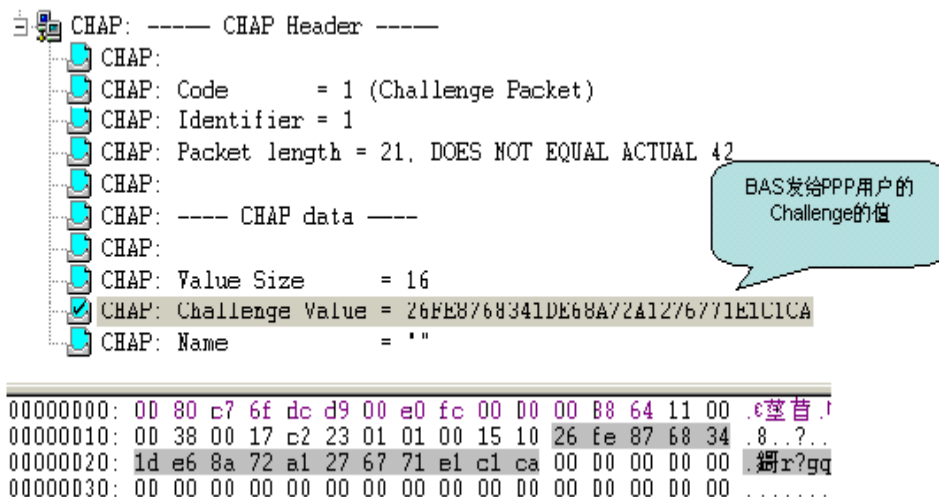 CHAP: ----- CHAP Header -----
CHAP:
CHAP: Code = 1 (Challenge Packet)
CHAP: Identifier = 1
CHAP: Packet length = 21, DOES NOT EQUAL ACTUAL 42
CHAP:
CHAP: ---- CHAP data ----
CHAP:
CHAP: Value Size = 16
CHAP: Challenge Value = 26FE8768341DE68A72A1276771E1C1CA
CHAP: Name = ""
BAS发给PPP用户的
Challenge的值
00000000: 00 80 c7 6f dc d9 00 e0 fc 00 00 00 88 64 11 00 .€莖苜.
00000010: 00 38 00 17 c2 23 01 01 00 15 10 26 fe 87 68 34 .8..?..
00000020: 1d e6 8a 72 a1 27 67 71 e1 c1 ca 00 00 00 00 00 .鐲r?gq
00000030: 00 00 00 00 00 00 00 00 00 00 00 00 00 00 00 00 .......